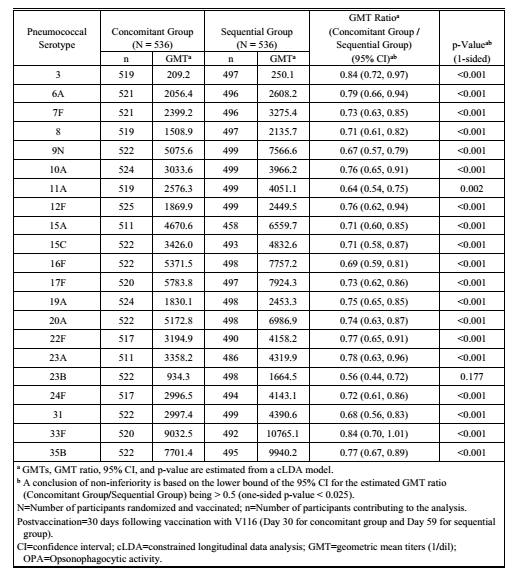 Pneumococcal Serotype | Concomitant Group (N = 536) | Sequential Group (N = 536) | GMT Ratioᵃ (Concomitant Group / Sequential Group) (95% CI)ᵃᵇ | p-Valueᵃᵇ (1-sided)
n | GMTᵃ | n | GMTᵃ
3 | 519 | 209.2 | 497 | 250.1 | 0.84 (0.72, 0.97) | <0.001
6A | 521 | 2056.4 | 496 | 2608.2 | 0.79 (0.66, 0.94) | <0.001
7F | 521 | 2399.2 | 496 | 3275.4 | 0.73 (0.63, 0.85) | <0.001
8 | 519 | 1508.9 | 497 | 2135.7 | 0.71 (0.61, 0.82) | <0.001
9N | 522 | 5075.6 | 499 | 7566.6 | 0.67 (0.57, 0.79) | <0.001
10A | 524 | 3033.6 | 499 | 3966.2 | 0.76 (0.65, 0.91) | <0.001
11A | 519 | 2576.3 | 499 | 4051.1 | 0.64 (0.54, 0.75) | 0.002
12F | 525 | 1869.9 | 499 | 2449.5 | 0.76 (0.62, 0.94) | <0.001
15A | 511 | 4670.6 | 458 | 6559.7 | 0.71 (0.60, 0.85) | <0.001
15C | 522 | 3426.0 | 493 | 4832.6 | 0.71 (0.58, 0.87) | <0.001
16F | 522 | 5371.5 | 498 | 7757.2 | 0.69 (0.59, 0.81) | <0.001
17F | 520 | 5783.8 | 497 | 7924.3 | 0.73 (0.62, 0.86) | <0.001
19A | 524 | 1830.1 | 498 | 2453.3 | 0.75 (0.65, 0.85) | <0.001
20A | 522 | 5172.8 | 498 | 6986.9 | 0.74 (0.63, 0.87) | <0.001
22F | 517 | 3194.9 | 490 | 4158.2 | 0.77 (0.65, 0.91) | <0.001
23A | 511 | 3358.2 | 486 | 4319.9 | 0.78 (0.63, 0.96) | <0.001
23B | 522 | 934.3 | 498 | 1664.5 | 0.56 (0.44, 0.72) | 0.177
24F | 517 | 2996.5 | 494 | 4143.1 | 0.72 (0.61, 0.86) | <0.001
31 | 522 | 2997.4 | 499 | 4390.6 | 0.68 (0.56, 0.83) | <0.001
33F | 520 | 9032.5 | 492 | 10765.1 | 0.84 (0.70, 1.01) | <0.001
35B | 522 | 7701.4 | 495 | 9940.2 | 0.77 (0.67, 0.89) | <0.001
ᵃ GMTs, GMT ratio, 95% CI, and p-value are estimated from a cLDA model.
ᵇ A conclusion of non-inferiority is based on the lower bound of the 95% CI for the estimated GMT ratio
(Concomitant Group/Sequential Group) being > 0.5 (one-sided p-value < 0.025).
N=Number of participants randomized and vaccinated; n=Number of participants contributing to the analysis.
Postvaccination=30 days following vaccination with V116 (Day 30 for concomitant group and Day 59 for sequential
group).
CI=confidence interval; cLDA=constrained longitudinal data analysis; GMT=geometric mean titers (1/dil);
OPA=Opsonophagocytic activity.